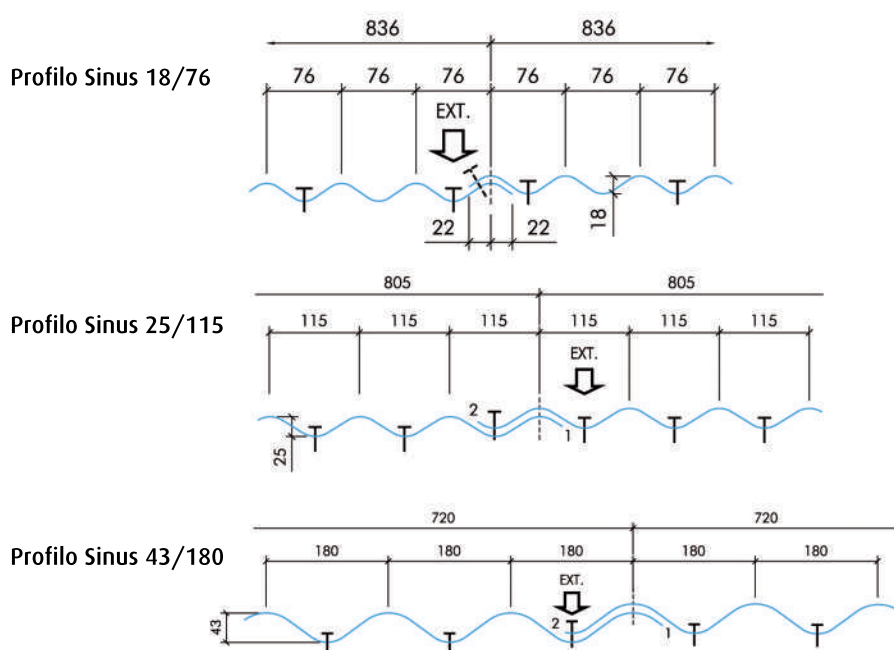 836 836
Profilo Sinus 18/76
76 76 76 76 76 76
EXT.
22 22 18
805 805
Profilo Sinus 25/115
115 115 115 115 115 115
EXT.
2 1
25
720 720
Profilo Sinus 43/180
180 180 180 180 180
EXT.
43 2 1